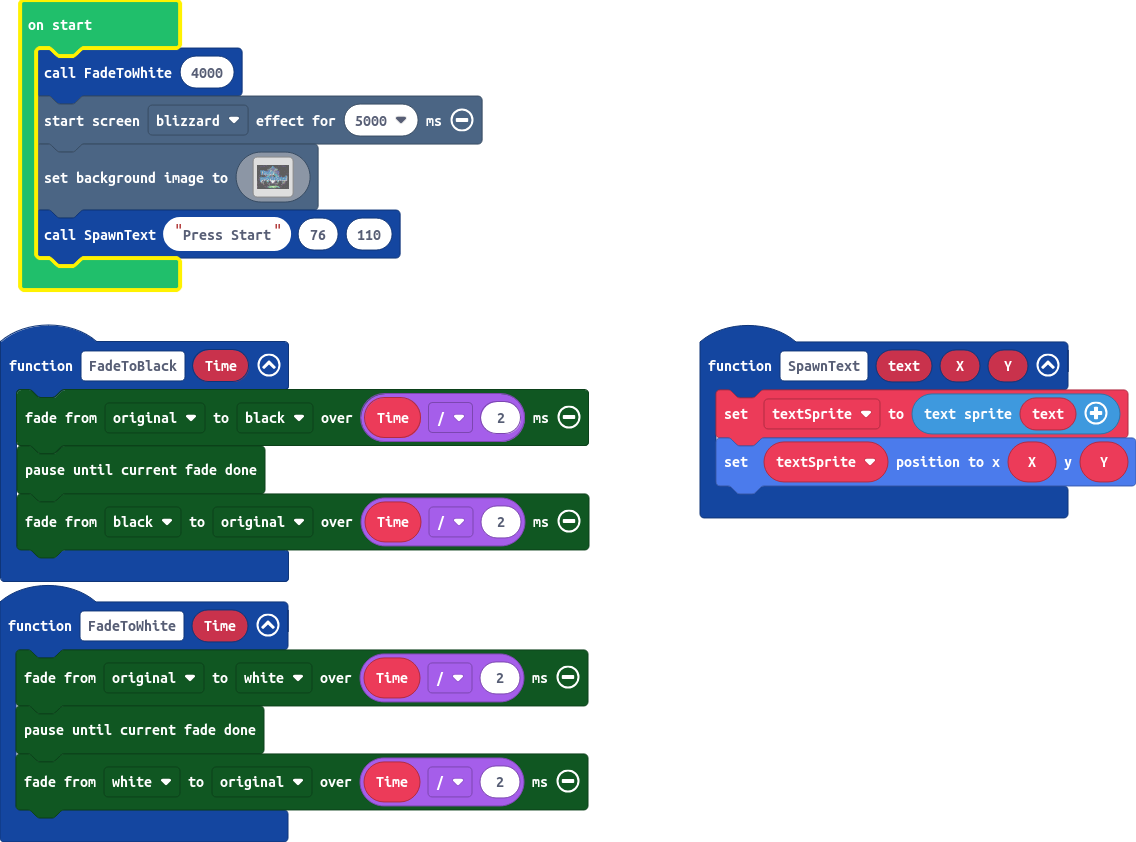 on start
call FadeToWhite 4000
start screen blizzard effect for 5000 ms
set background image to
call SpawnText "Press Start" 76 110
function FadeToBlack Time
fade from original to black over Time / 2 ms
pause until current fade done
fade from black to original over Time / 2 ms
function FadeToWhite Time
fade from original to white over Time / 2 ms
pause until current fade done
fade from white to original over Time / 2 ms
function SpawnText text X Y
set textSprite to text sprite text
set textSprite position to x X y Y